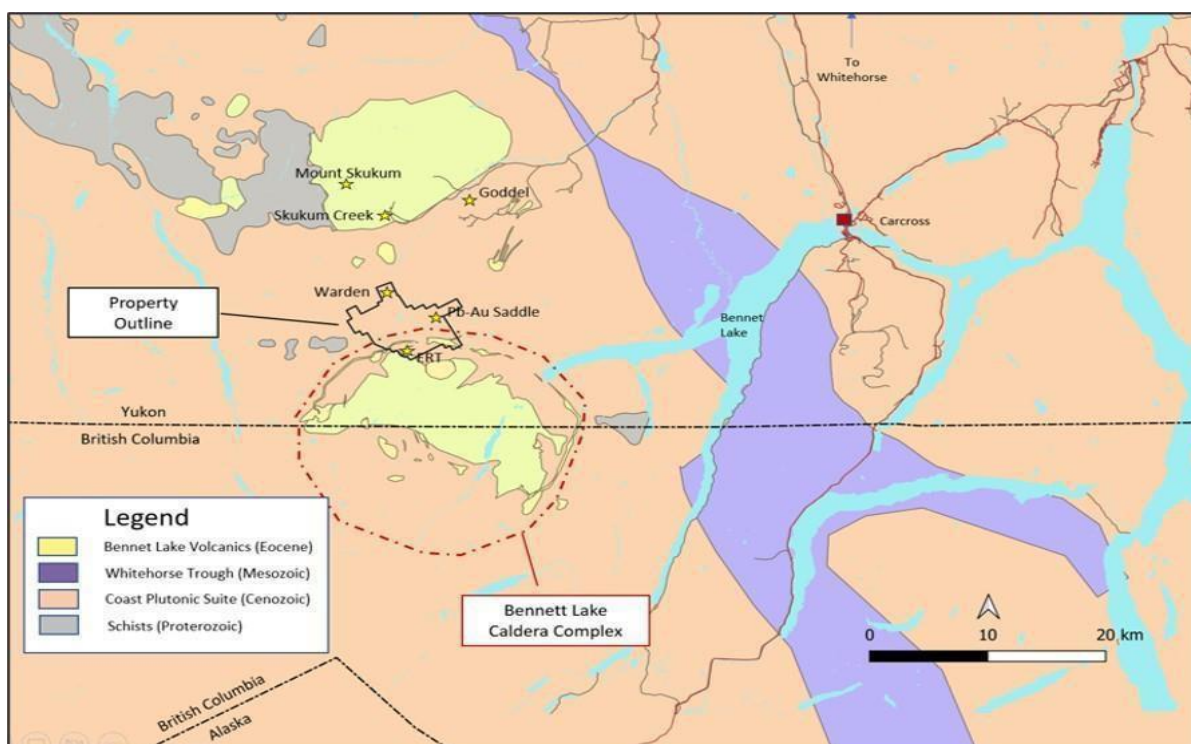 To
Whitehorse
Mount Skukum
Goddel
Skukum Creek
Carcross
Warden
Property
Outline
Pb-Au Saddle
Bennet
Lake
ERT
Yukon
British Columbia
Legend
Bennet Lake Volcanics (Eocene)
Whitehorse Trough (Mesozoic)
Coast Plutonic Suite (Cenozoic)
Schists (Proterozoic)
Bennett Lake
Caldera Complex
0 10 20 km
British Columbia
Alaska